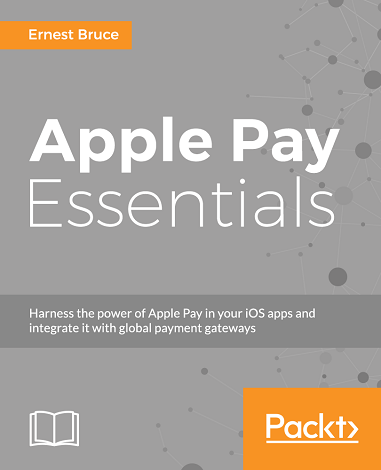 Ernest Bruce
Apple Pay
Essentials
Harness the power of Apple Pay in your iOS apps and
integrate it with global payment gateways
Packt>